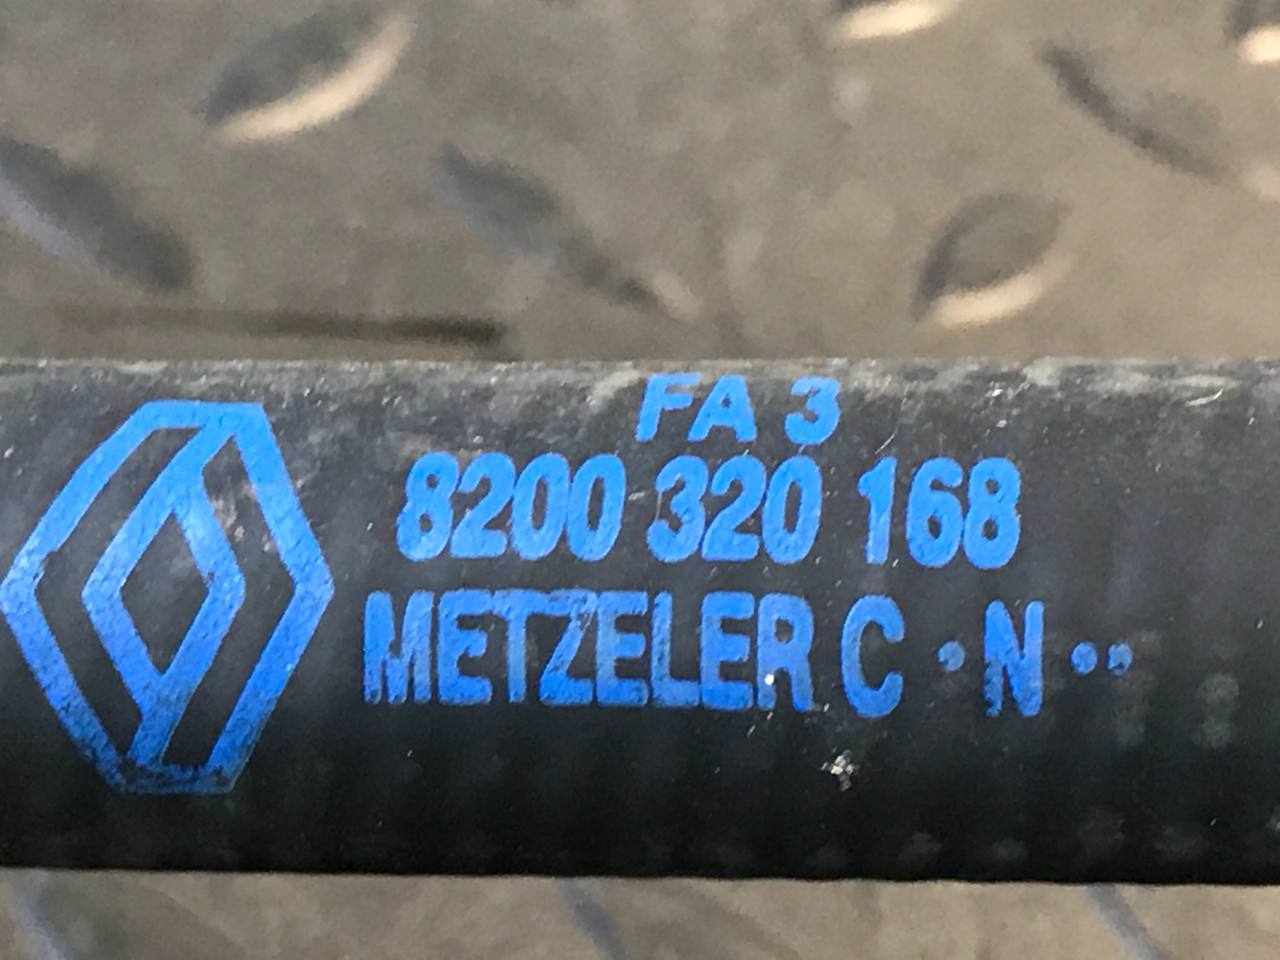 FA 3
8200 320 168
METZELER C · N ··